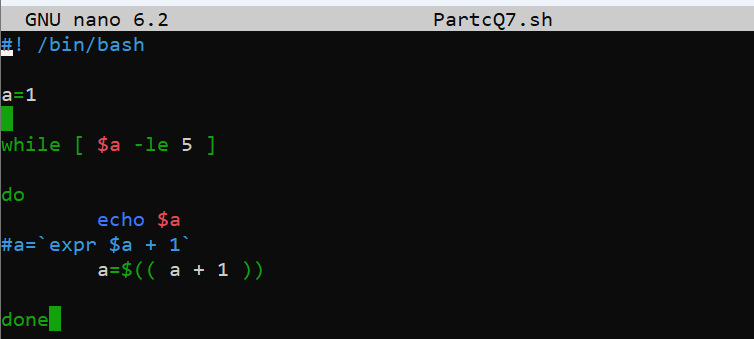 GNU nano 6.2 PartcQ7.sh
#! /bin/bash
a=1
while [ $a -le 5 ]
do
echo $a
#a=`expr $a + 1`
a=$(( a + 1 ))
done